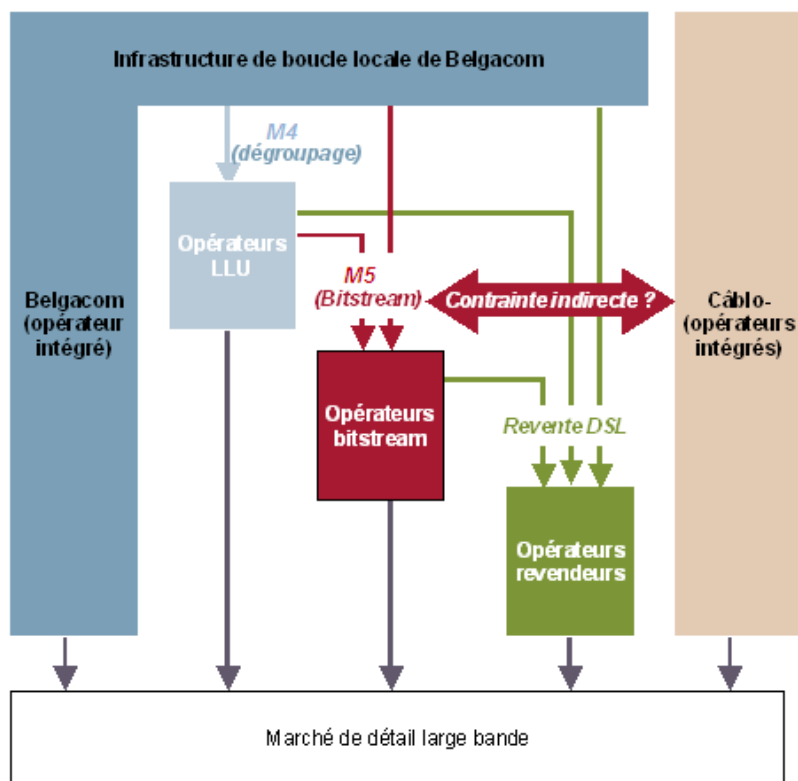 Infrastructure de boucle locale de Belgacom
M4
(dégroupage)
Opérateurs
LLU
M5
(Bitstream)
Contrainte indirecte ?
Belgacom
(opérateur
intégré)
Câblo-
(opérateurs
intégrés)
Opérateurs
bitstream
Revente DSL
Opérateurs
revendeurs
Marché de détail large bande